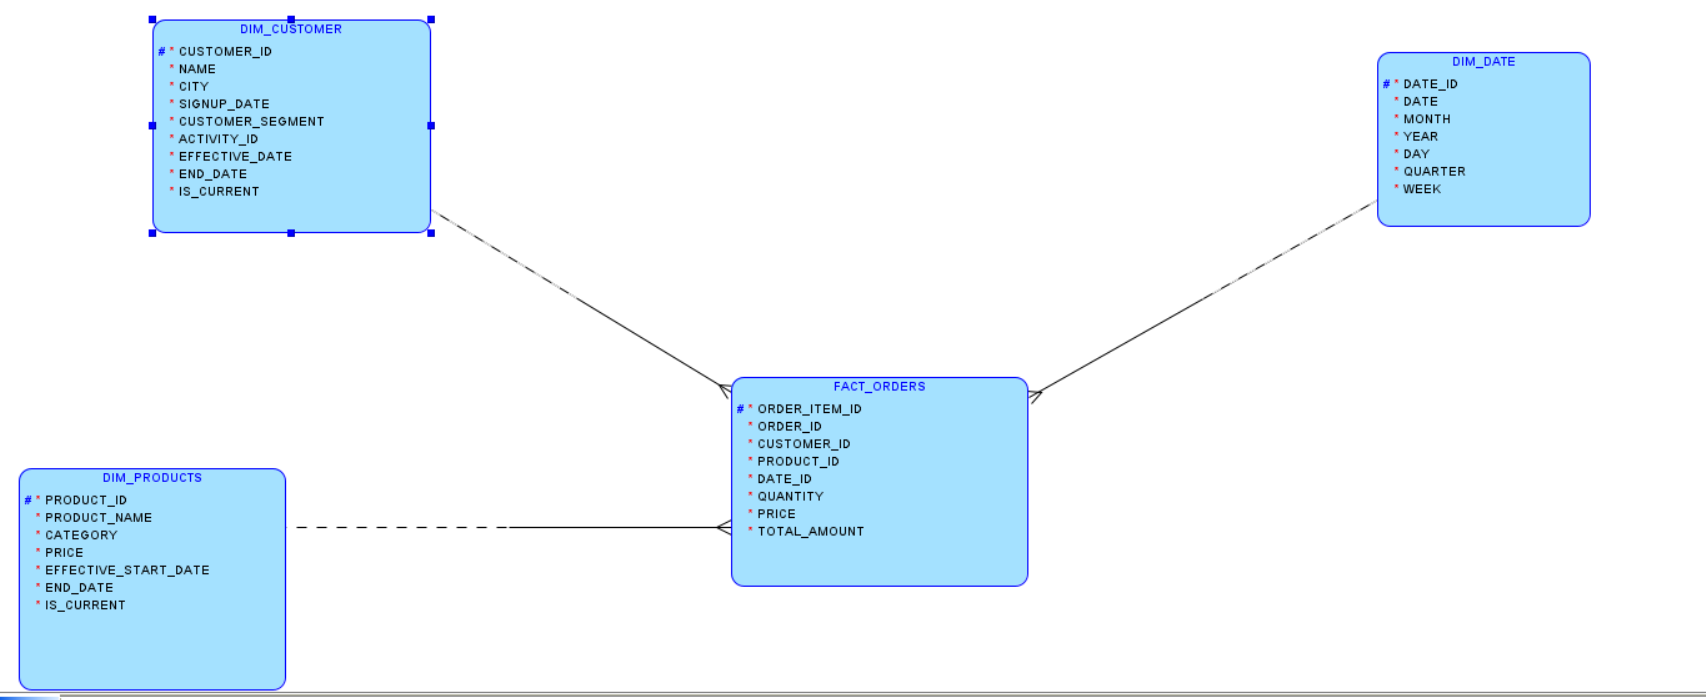 DIM_CUSTOMER
# * CUSTOMER_ID
* NAME
* CITY
* SIGNUP_DATE
* CUSTOMER_SEGMENT
* ACTIVITY_ID
* EFFECTIVE_DATE
* END_DATE
* IS_CURRENT
DIM_DATE
# * DATE_ID
* DATE
* MONTH
* YEAR
* DAY
* QUARTER
* WEEK
FACT_ORDERS
# * ORDER_ITEM_ID
* ORDER_ID
* CUSTOMER_ID
* PRODUCT_ID
* DATE_ID
* QUANTITY
* PRICE
* TOTAL_AMOUNT
DIM_PRODUCTS
# * PRODUCT_ID
* PRODUCT_NAME
* CATEGORY
* PRICE
* EFFECTIVE_START_DATE
* END_DATE
* IS_CURRENT